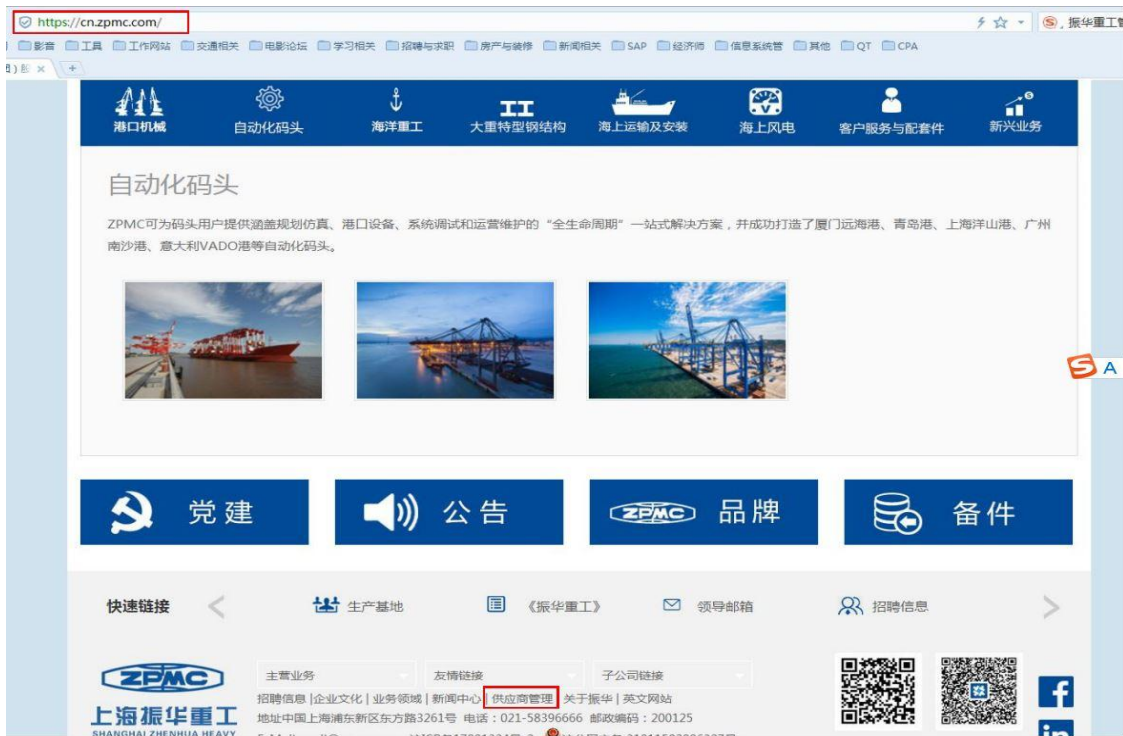 https://cn.zpmc.com/
振华重工
影音 工具 工作网站 交通相关 电影论坛 学习相关 招聘与求职 房产与装修 新闻相关 SAP 经济师 信息系统管 其他 QT CPA
港口机械 自动化码头 海洋重工 大重特型钢结构 海上运输及安装 海上风电 客户服务与配套件 新兴业务
自动化码头
ZPMC可为码头用户提供涵盖规划仿真、港口设备、系统调试和运营维护的“全生命周期”一站式解决方案，并成功打造了厦门远海港、青岛港、上海洋山港、广州
南沙港、意大利VADO港等自动化码头。
A
党建 公告 ZPMC 品牌 备件
快速链接 生产基地 《振华重工》 领导邮箱 招聘信息
ZPMC 主营业务 友情链接 子公司链接
招聘信息 |企业文化 | 业务领域 | 新闻中心 | 供应商管理 关于振华 | 英文网站
上海振华重工 地址中国上海浦东新区东方路3261号 电话：021-58396666 邮政编码：200125
SHANGHAI ZHENHUA HEAVY